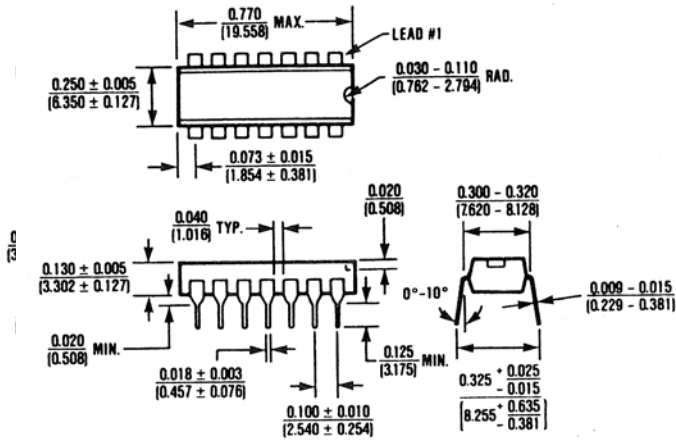 0.770
(19.558) MAX.
LEAD #1
0.250 ± 0.005
(6.350 ± 0.127)
0.030 - 0.110
(0.762 - 2.794) RAD.
0.073 ± 0.015
(1.854 ± 0.381)
0.020
(0.508)
0.300 - 0.320
(7.620 - 8.128)
0.040
(1.016) TYP.
0.130 ± 0.005
(3.302 ± 0.127)
0°-10°
0.009 - 0.015
(0.229 - 0.381)
0.020
(0.508) MIN.
0.125
(3.175) MIN.
0.018 ± 0.003
(0.457 ± 0.076)
0.100 ± 0.010
(2.540 ± 0.254)
0.325 + 0.025
- 0.015
(8.255 + 0.635
- 0.381)